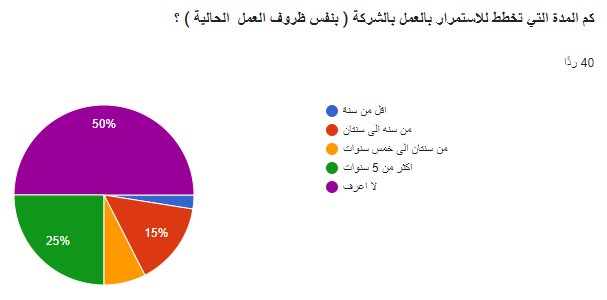 كم المدة التي تخطط للاستمرار بالعمل بالشركة ( بنفس ظروف العمل الحالية ) ؟
40 ردًا
اقل من سنة
من سنه الى سنتان
من سنتان الى خمس سنوات
اكثر من 5 سنوات
لا اعرف
50%
15%
25%